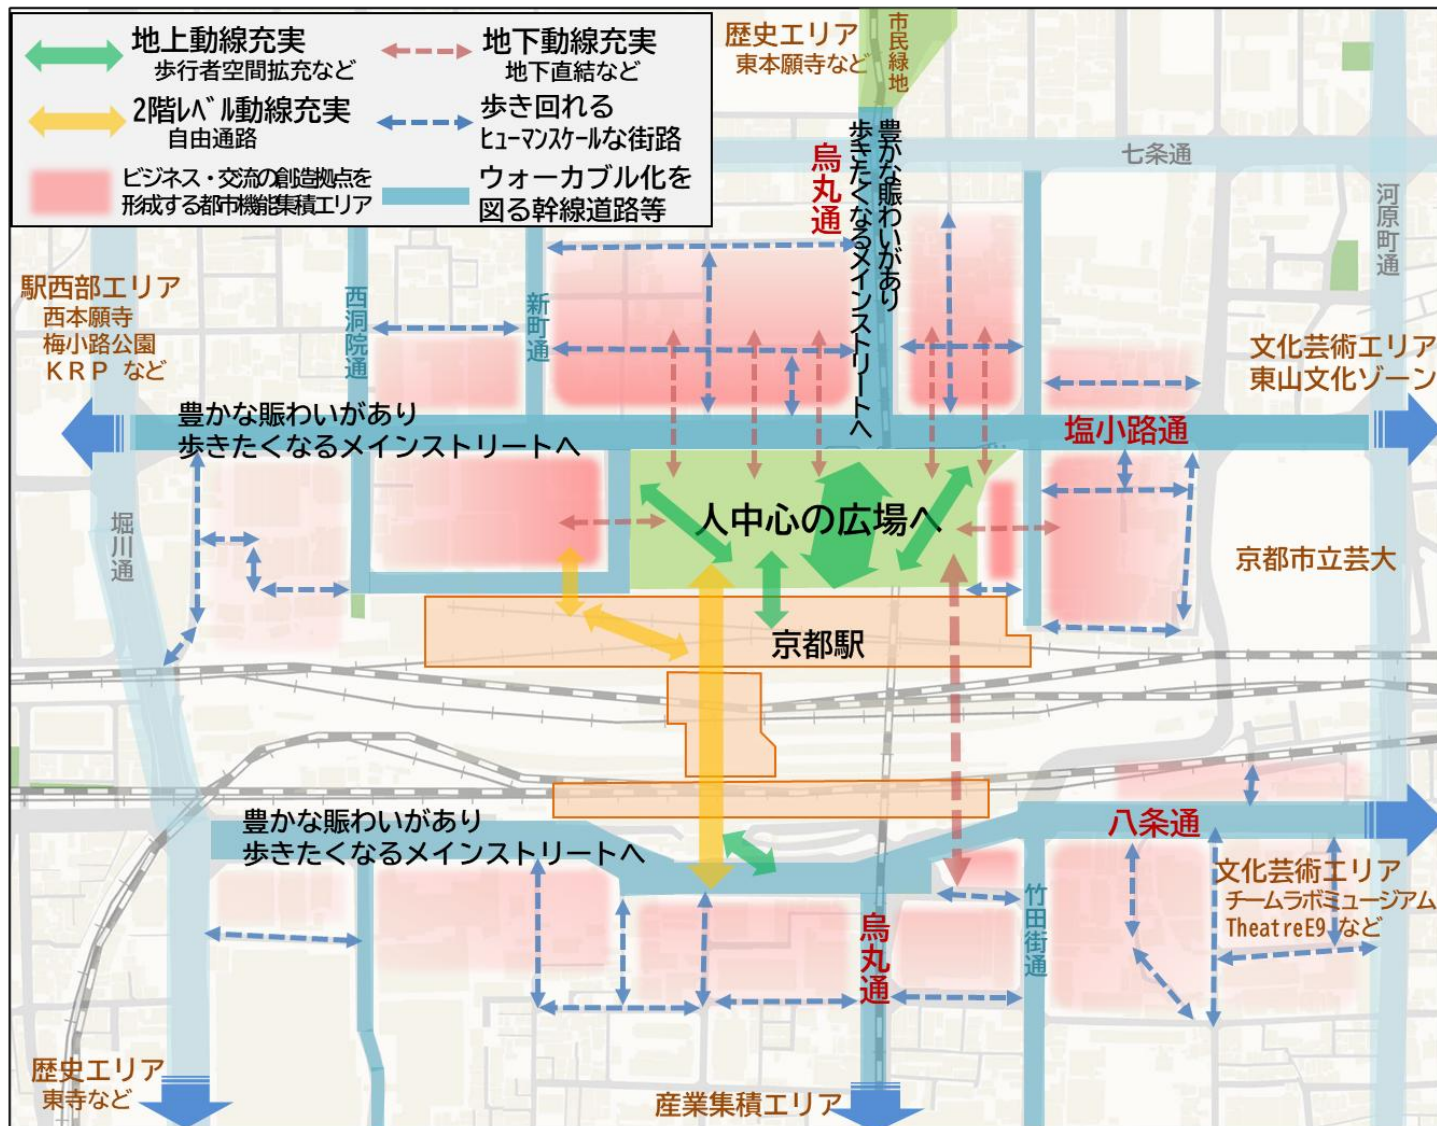 地上動線充実
歩行者空間拡充など
地下動線充実
地下直結など
2階ﾚﾍﾞﾙ動線充実
自由通路
歩き回れる
ﾋｭｰﾏﾝｽｹｰﾙな街路
ビジネス・交流の創造拠点を
形成する都市機能集積エリア
ウォーカブル化を
図る幹線道路等
歴史エリア
東本願寺など
市民緑地
七条通
河原町通
烏丸通
豊かな賑わいがあり
歩きたくなるメインストリートへ
駅西部エリア
西本願寺
梅小路公園
ＫＲＰ など
西洞院通
新町通
文化芸術エリア
東山文化ゾーン
豊かな賑わいがあり
歩きたくなるメインストリートへ
塩小路通
堀川通
人中心の広場へ
京都市立芸大
京都駅
豊かな賑わいがあり
歩きたくなるメインストリートへ
八条通
文化芸術エリア
チームラボミュージアム
TheatreE9 など
竹田街道
烏丸通
歴史エリア
東寺など
産業集積エリア